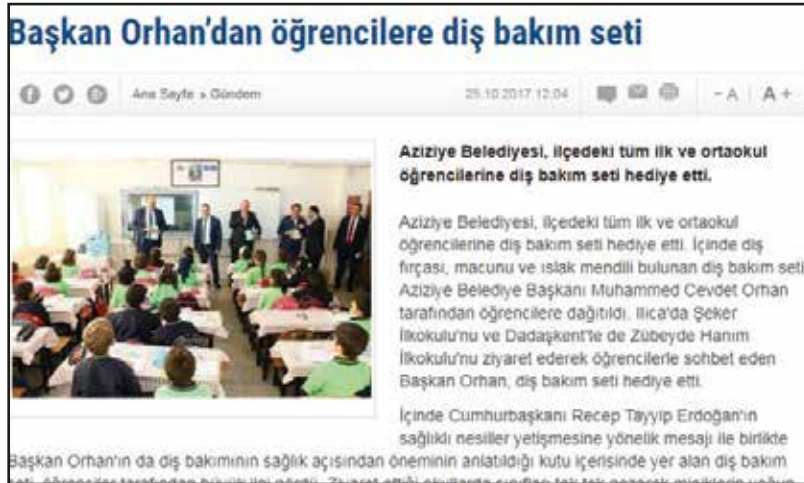 Başkan Orhan'dan öğrencilere diş bakım seti
Ana Sayfa » Gündem 25.10.2017 12:04 - A | A +
Aziziye Belediyesi, ilçedeki tüm ilk ve ortaokul
öğrencilerine diş bakım seti hediye etti.
Aziziye Belediyesi, ilçedeki tüm ilk ve ortaokul
öğrencilerine diş bakım seti hediye etti. İçinde diş
fırçası, macunu ve ıslak mendili bulunan diş bakım seti
Aziziye Belediye Başkanı Muhammed Cevdet Orhan
tarafından öğrencilere dağıtıldı. Ilıca'da Şeker
İlkokulu'nu ve Dadaşkent'te de Zübeyde Hanım
İlkokulu'nu ziyaret ederek öğrencilerle sohbet eden
Başkan Orhan, diş bakım seti hediye etti.
İçinde Cumhurbaşkanı Recep Tayyip Erdoğan'ın
sağlıklı nesiller yetişmesine yönelik mesajı ile birlikte
Başkan Orhan'ın da diş bakımının sağlık açısından öneminin anlatıldığı kutu içerisinde yer alan diş bakım